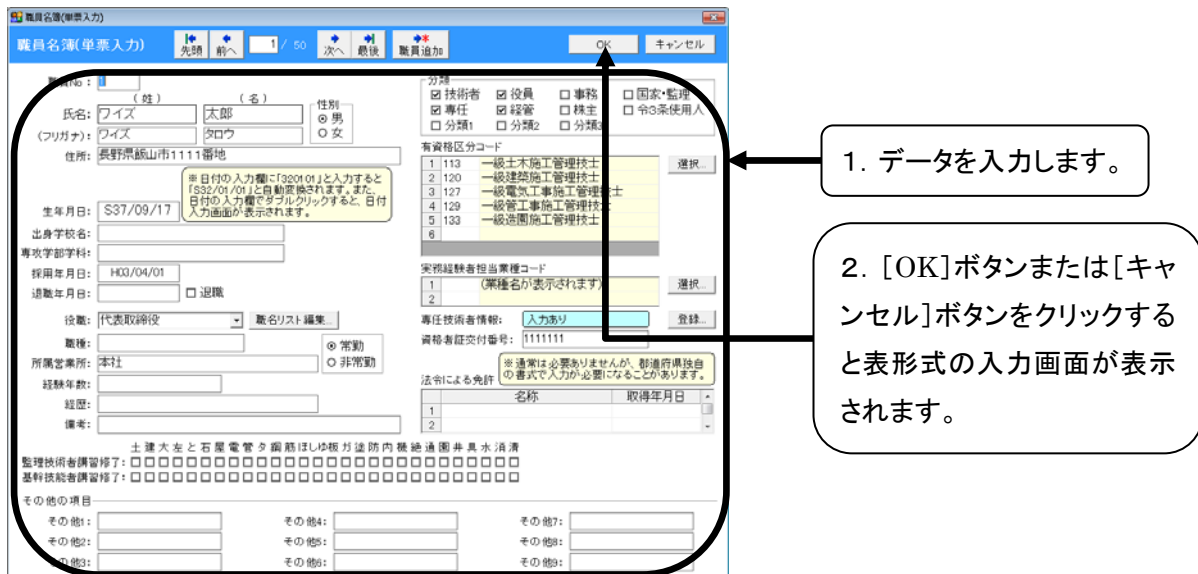 職員名簿(単票入力)
職員名簿(単票入力) 先頭 前へ 1 / 50 次へ 最後 職員追加 OK キャンセル
職員No : 1
(姓) (名)
氏名: ワイズ 太郎
(フリガナ): ワイズ タロウ
性別
男
女
住所: 長野県飯山市1111番地
※日付の入力欄に「320101」と入力すると
「S32/01/01」と自動変換されます。また、
日付の入力欄でダブルクリックすると、日付
入力画面が表示されます。
生年月日: S37/09/17
出身学校名:
専攻学部学科:
採用年月日: H03/04/01
退職年月日: 退職
役職: 代表取締役 職名リスト編集...
職種: 常勤
所属営業所: 本社 非常勤
経験年数:
経歴:
備考:
分類
技術者 役員 事務 国家・監理
専任 経管 株主 令3条使用人
分類1 分類2 分類3
有資格区分コード
1 113 一級土木施工管理技士 選択...
2 120 一級建築施工管理技士
3 127 一級電気工事施工管理技士
4 129 一級管工事施工管理技士
5 133 一級造園施工管理技士
6
実務経験者担当業種コード
1 (業種名が表示されます) 選択...
2
専任技術者情報: 入力あり 登録...
資格者証交付番号: 1111111
※通常は必要ありませんが、都道府県独自
の書式で入力が必要になることがあります。
法令による免許
名称 取得年月日
1
2
土 建 大 左 と 石 屋 電 管 タ 鋼 筋 ほ しゅ 板 ガ 塗 防 内 機 絶 通 園 井 具 水 消 清
監理技術者講習修了:
基幹技能者講習修了:
その他の項目
その他1: その他4: その他7:
その他2: その他5: その他8:
その他3: その他6: その他9:
1. データを入力します。
2. [OK]ボタンまたは[キャ
ンセル]ボタンをクリックする
と表形式の入力画面が表示
されます。